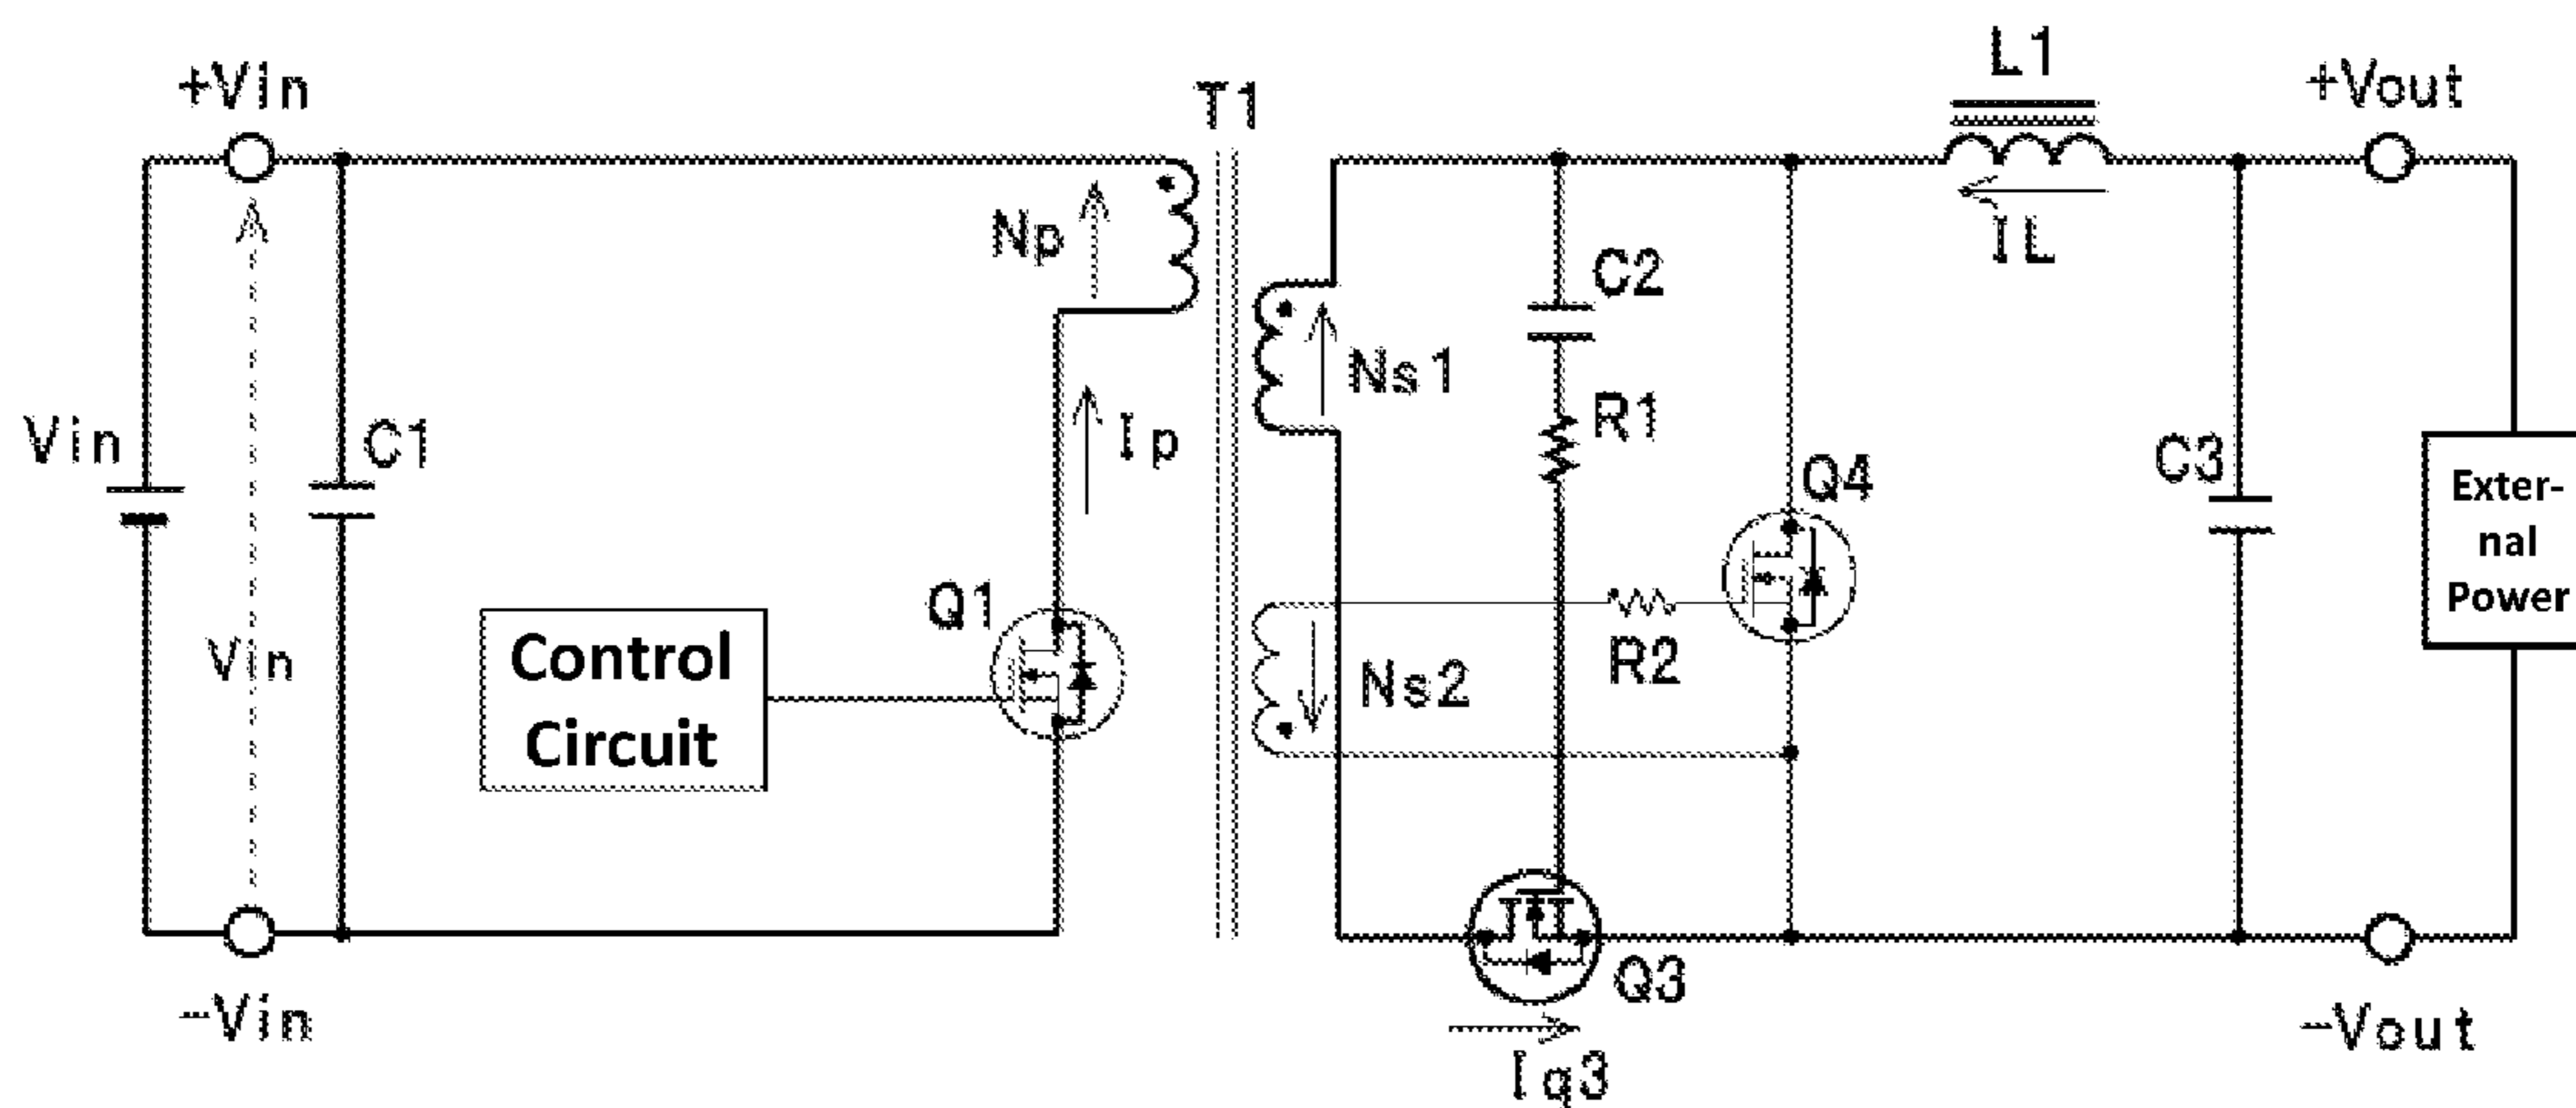 L1
+Vin
T1
+Vout
Np
IL
C2
Ns1
R1
Vin
C1
Ip
Q4
C3
Exter-
nal
Power
Q1
Control
Circuit
Vin
R2
Ns2
Q3
-Vin
-Vout
Iq3